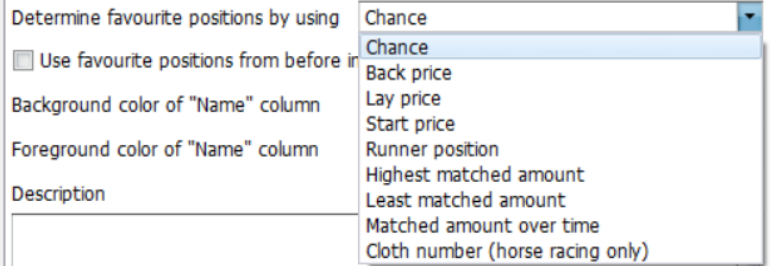 Determine favourite positions by using Chance
Chance
Use favourite positions from before in
Back price
Background color of "Name" column
Lay price
Start price
Foreground color of "Name" column
Runner position
Highest matched amount
Description
Least matched amount
Matched amount over time
Cloth number (horse racing only)